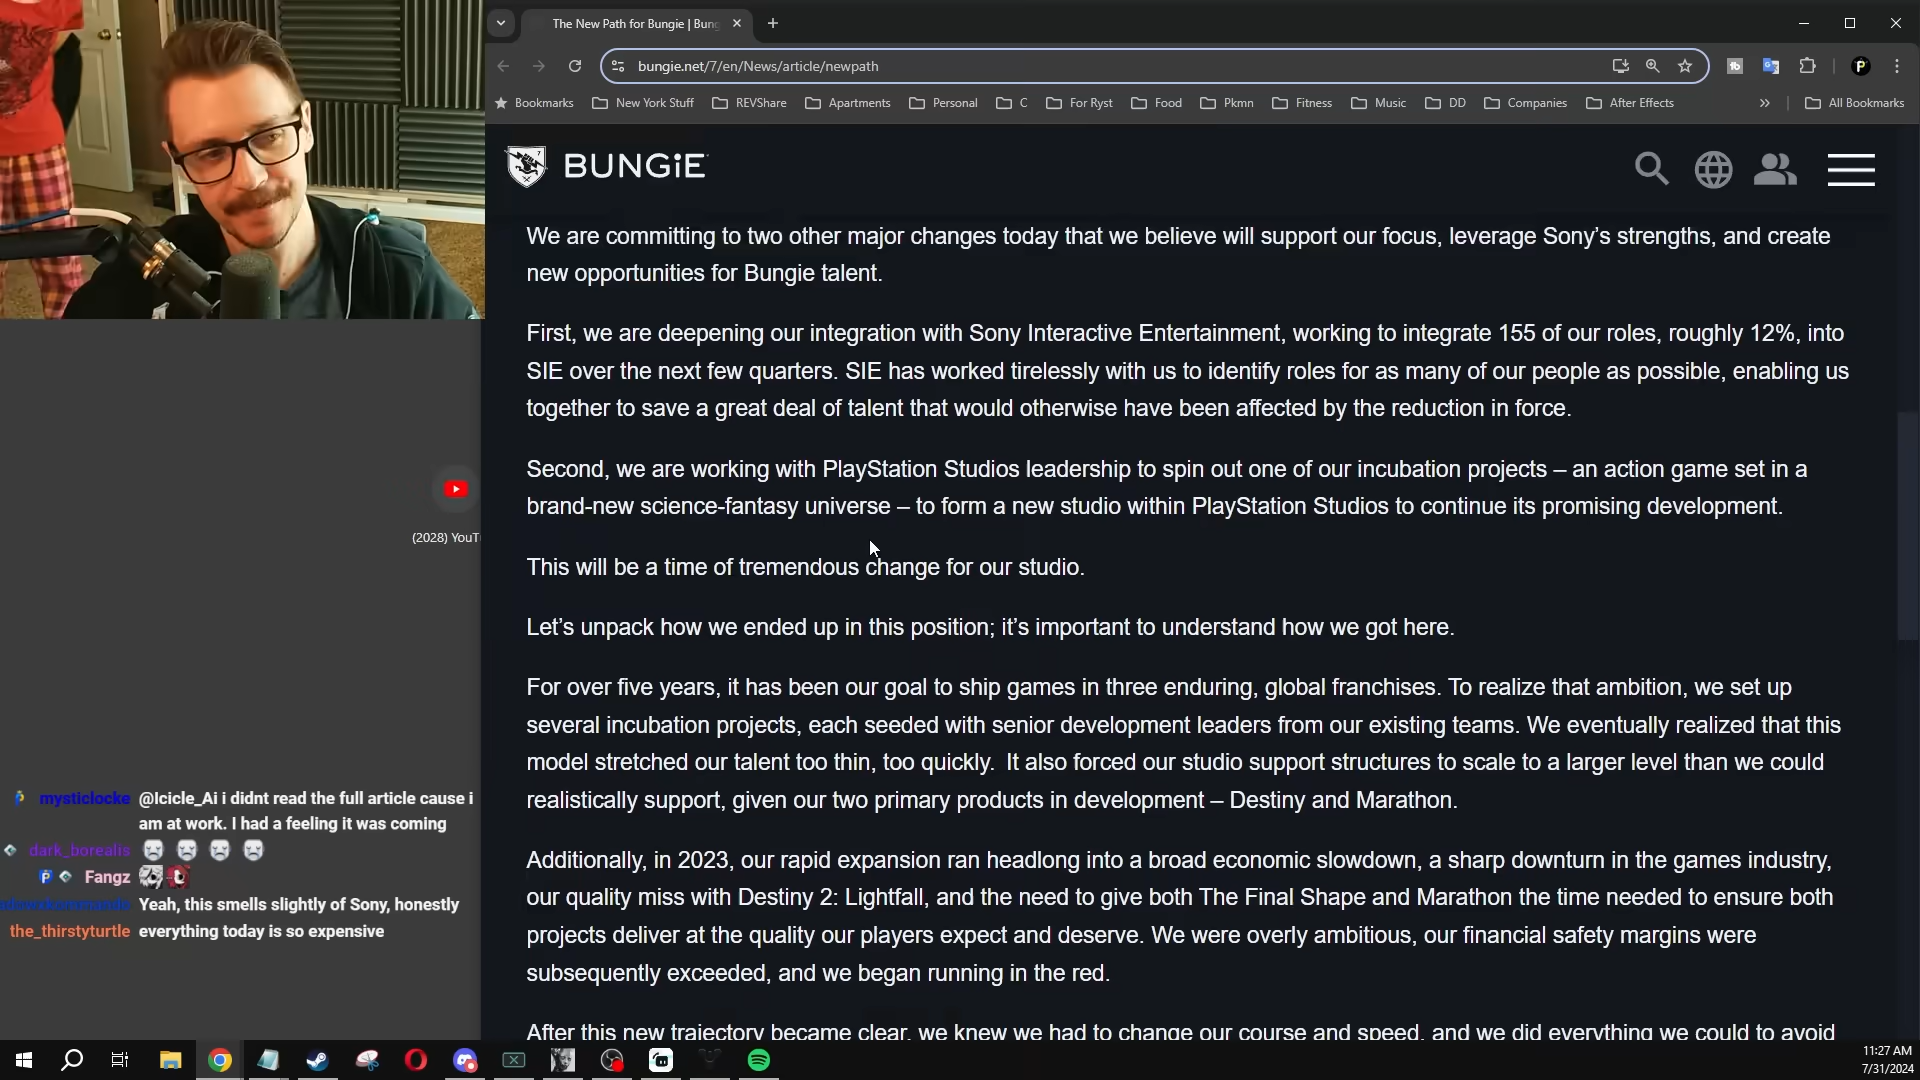 The New Path for Bungie | Bung
bungie.net/7/en/News/article/newpath
Bookmarks New York Stuff REVShare Apartments Personal C For Ryst Food Pkmn Fitness Music DD Companies After Effects » All Bookmarks
BUNGiE
We are committing to two other major changes today that we believe will support our focus, leverage Sony’s strengths, and create
new opportunities for Bungie talent.
First, we are deepening our integration with Sony Interactive Entertainment, working to integrate 155 of our roles, roughly 12%, into
SIE over the next few quarters. SIE has worked tirelessly with us to identify roles for as many of our people as possible, enabling us
together to save a great deal of talent that would otherwise have been affected by the reduction in force.
Second, we are working with PlayStation Studios leadership to spin out one of our incubation projects – an action game set in a
brand-new science-fantasy universe – to form a new studio within PlayStation Studios to continue its promising development.
This will be a time of tremendous change for our studio.
Let’s unpack how we ended up in this position; it’s important to understand how we got here.
For over five years, it has been our goal to ship games in three enduring, global franchises. To realize that ambition, we set up
several incubation projects, each seeded with senior development leaders from our existing teams. We eventually realized that this
model stretched our talent too thin, too quickly.  It also forced our studio support structures to scale to a larger level than we could
realistically support, given our two primary products in development – Destiny and Marathon.
Additionally, in 2023, our rapid expansion ran headlong into a broad economic slowdown, a sharp downturn in the games industry,
our quality miss with Destiny 2: Lightfall, and the need to give both The Final Shape and Marathon the time needed to ensure both
projects deliver at the quality our players expect and deserve. We were overly ambitious, our financial safety margins were
subsequently exceeded, and we began running in the red.
After this new trajectory became clear, we knew we had to change our course and speed, and we did everything we could to avoid
(2028) YouT
mysticlocke @Icicle_Ai i didnt read the full article cause i
am at work. I had a feeling it was coming
dark_borealis
Fangz
Yeah, this smells slightly of Sony, honestly
the_thirstyturtle everything today is so expensive
11:27 AM
7/31/2024